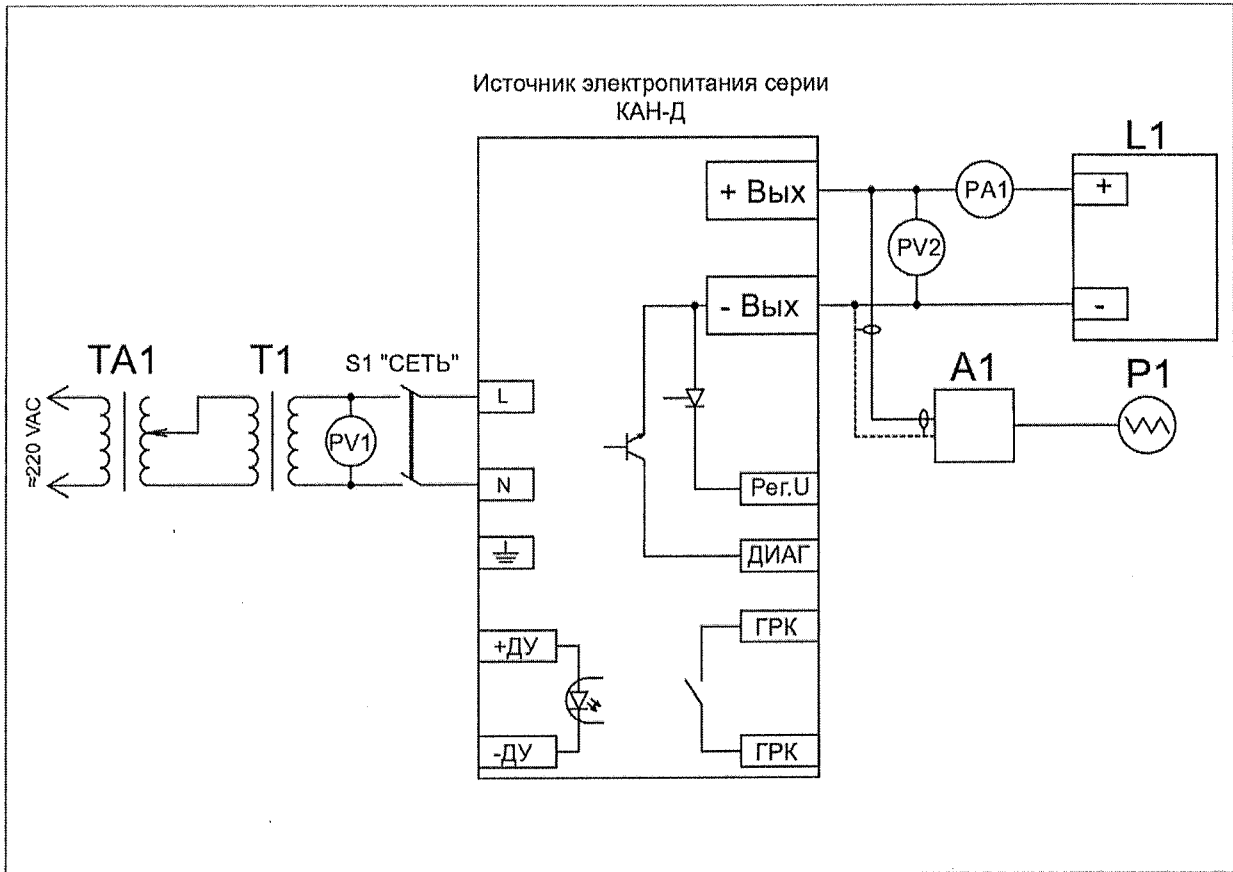 Источник электропитания серии
КАН-Д
L1
+ Вых
PA1
+
PV2
- Вых
-
TA1
T1
S1 "СЕТЬ"
A1
P1
≈220 VAC
PV1
L
N
Рег.U
ДИАГ
+ДУ
ГРК
-ДУ
ГРК